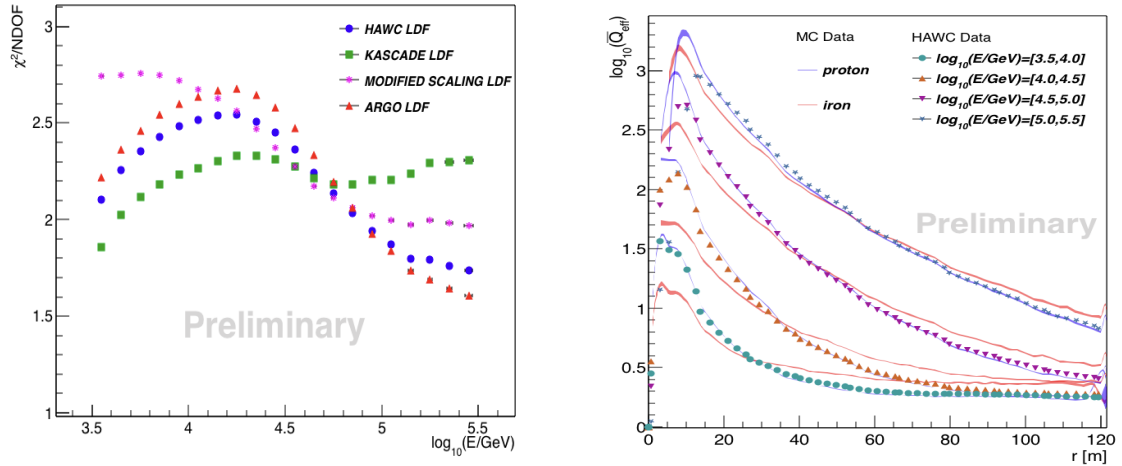 χ²/NDOF
3
2.5
2
1.5
1
3.5
4
4.5
5
5.5
log₁₀(E/GeV)
HAWC LDF
KASCADE LDF
MODIFIED SCALING LDF
ARGO LDF
Preliminary
log₁₀(Q̅eff)
3
2.5
2
1.5
1
0.5
0
0
20
40
60
80
100
120
r [m]
MC Data
proton
iron
HAWC Data
log₁₀(E/GeV)=[3.5,4.0]
log₁₀(E/GeV)=[4.0,4.5]
log₁₀(E/GeV)=[4.5,5.0]
log₁₀(E/GeV)=[5.0,5.5]
Preliminary